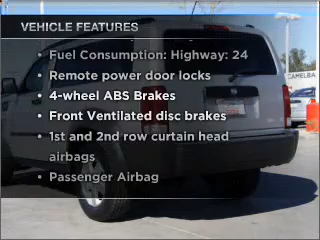 VEHICLE FEATURES
• Fuel Consumption: Highway: 24
• Remote power door locks
• 4-wheel ABS Brakes
• Front Ventilated disc brakes
• 1st and 2nd row curtain head
airbags
• Passenger Airbag
CAMELBA